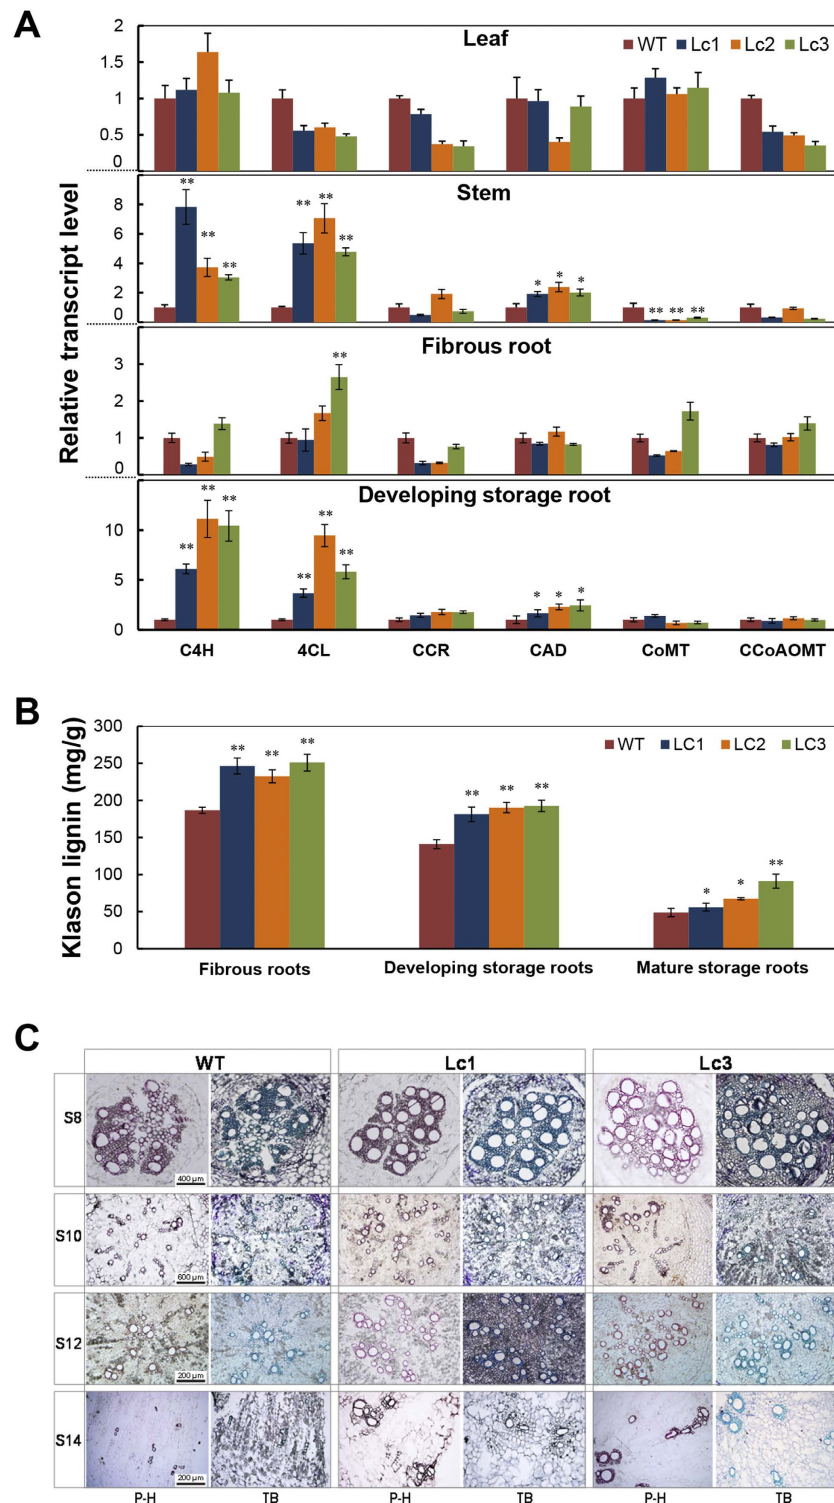 A
Leaf
WT Lc1 Lc2 Lc3
2
1.5
1
0.5
0
Relative transcript level
Stem
8
6
4
2
0
** ** ** ** ** ** * * * ** ** **
Fibrous root
3
2
1
0
**
Developing storage root
10
5
0
** ** ** ** ** ** * * *
C4H 4CL CCR CAD CoMT CCoAOMT
B
WT LC1 LC2 LC3
Klason lignin (mg/g)
300
250
200
150
100
50
0
** ** ** ** ** ** * * **
Fibrous roots Developing storage roots Mature storage roots
C
WT Lc1 Lc3
S8
400 µm
S10
600 µm
S12
200 µm
S14
200 µm
P-H TB P-H TB P-H TB